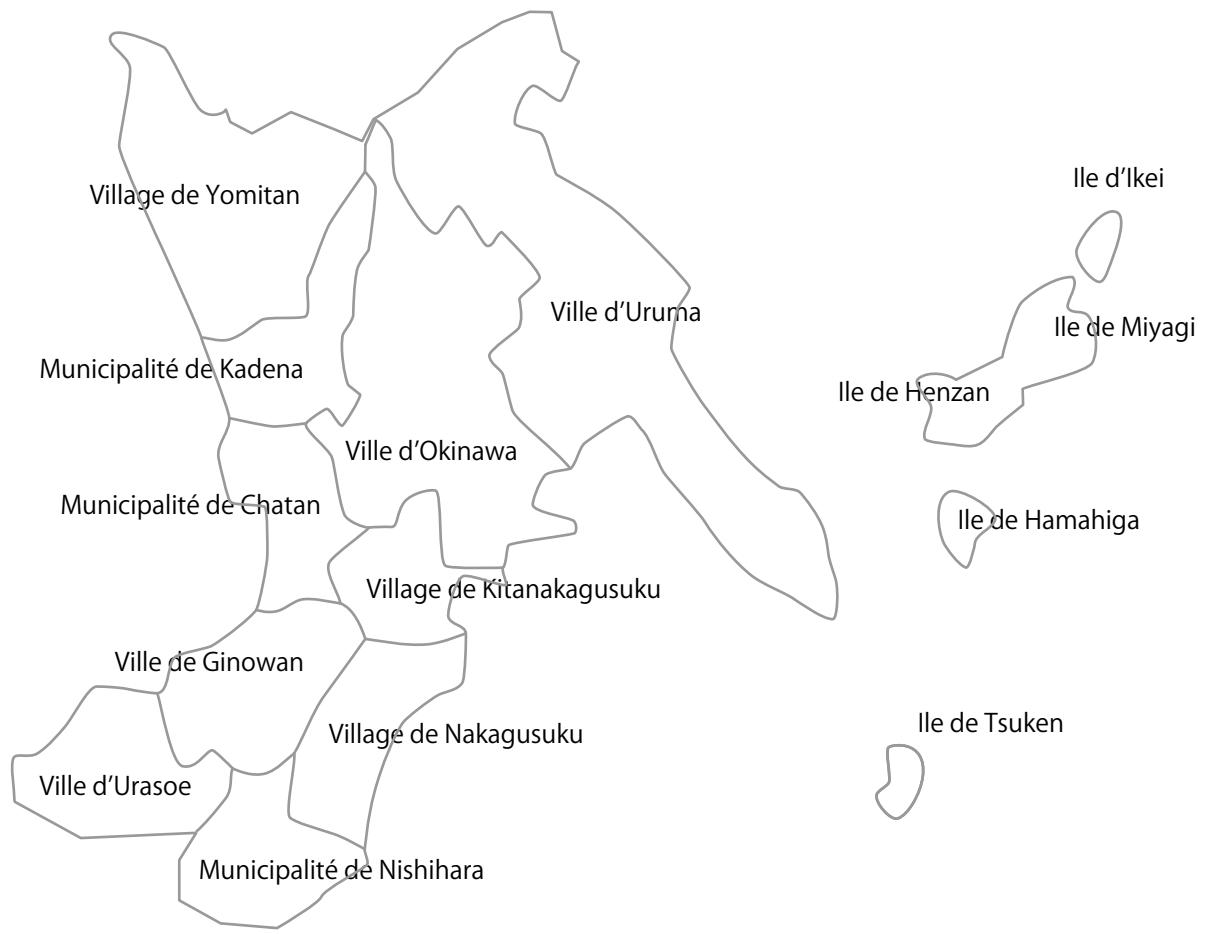 Ile d’Ikei
Village de Yomitan
Ville d’Uruma
Ile de Miyagi
Municipalité de Kadena
Ile de Henzan
Ville d’Okinawa
Municipalité de Chatan
Ile de Hamahiga
Village de Kitanakagusuku
Ville de Ginowan
Ile de Tsuken
Village de Nakagusuku
Ville d’Urasoe
Municipalité de Nishihara